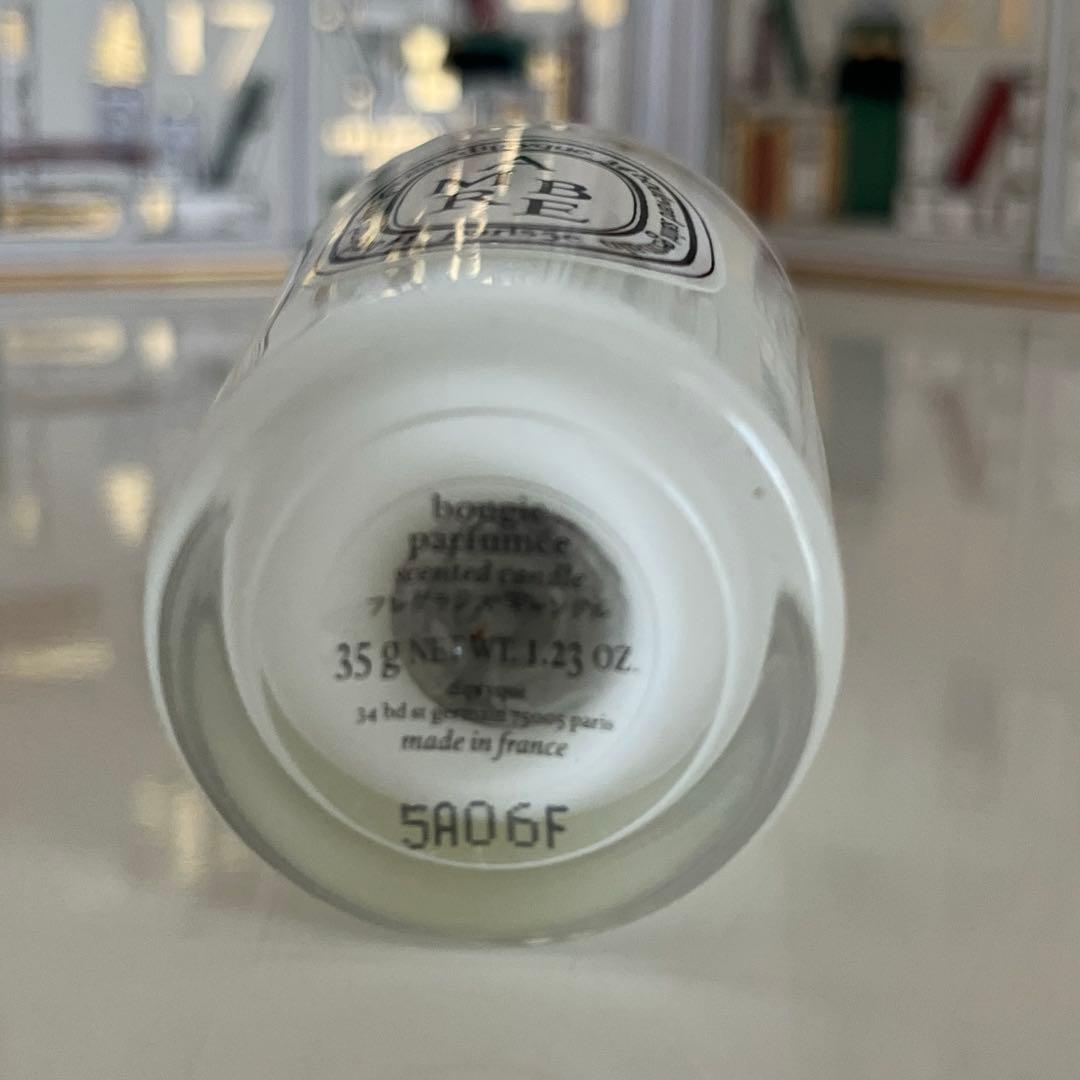 A
M B
R E
bougie
parfumée
scented candle
フレグランス キャンドル
35 g NET WT. 1.23 OZ.
diptyque
34 bd st germain 75005 paris
made in france
5A06F